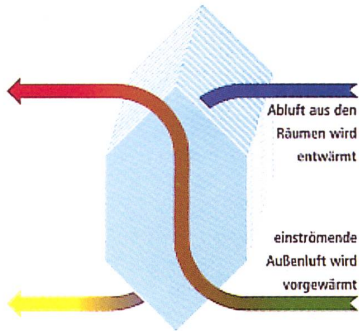 Abluft aus den
Räumen wird
entwärmt
einströmende
Außenluft wird
vorgewärmt